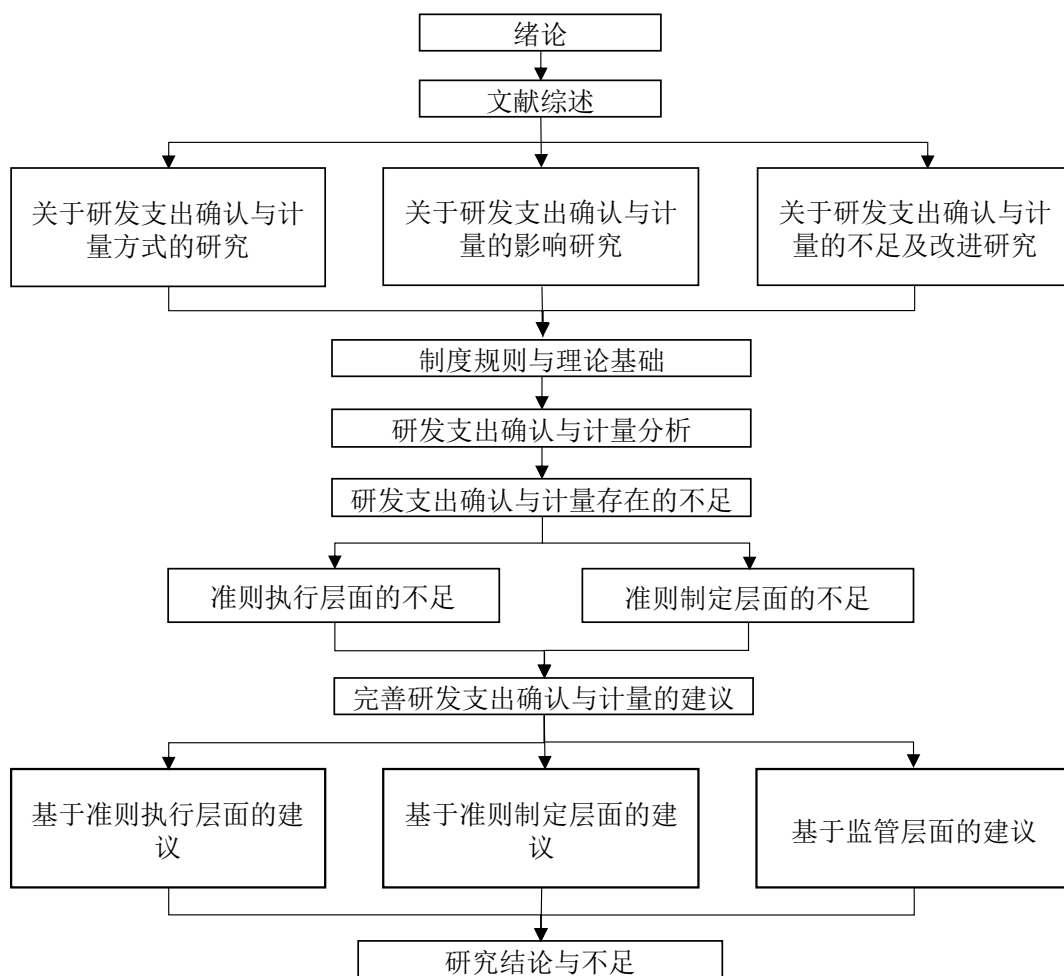 绪论
文献综述
关于研发支出确认与计
量方式的研究
关于研发支出确认与计
量的影响研究
关于研发支出确认与计
量的不足及改进研究
制度规则与理论基础
研发支出确认与计量分析
研发支出确认与计量存在的不足
准则执行层面的不足
准则制定层面的不足
完善研发支出确认与计量的建议
基于准则执行层面的建
议
基于准则制定层面的建
议
基于监管层面的建议
研究结论与不足